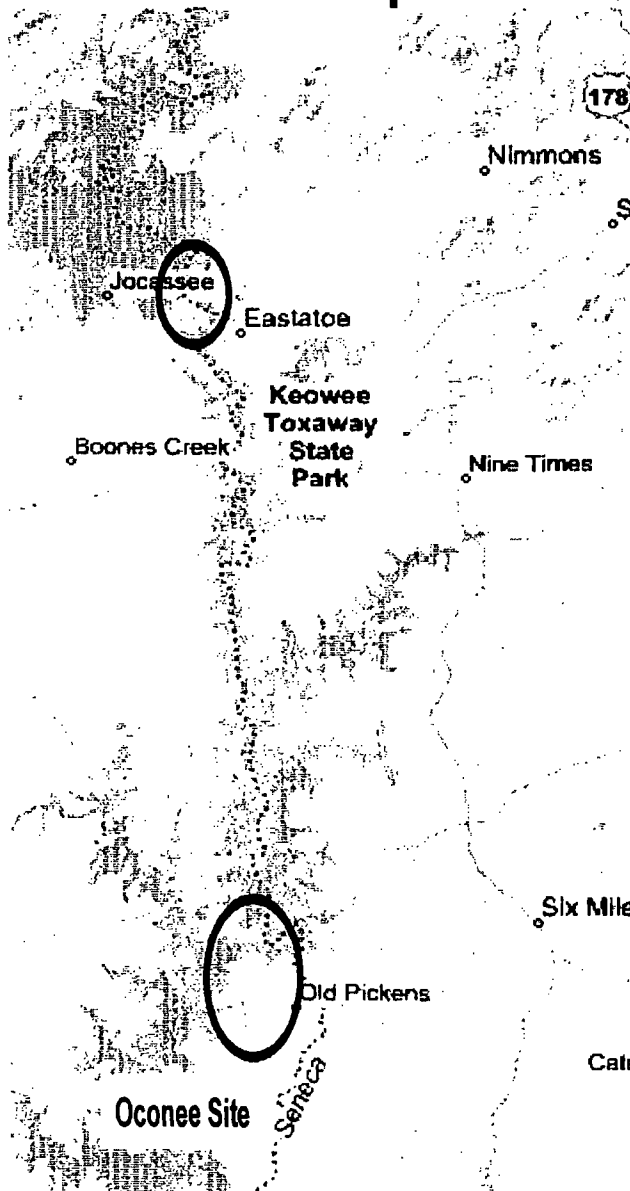 178
Nimmons
Jocassee
Eastatoe
Keowee
Toxaway
State
Park
Boones Creek
Nine Times
Six Mile
Old Pickens
Seneca
Oconee Site